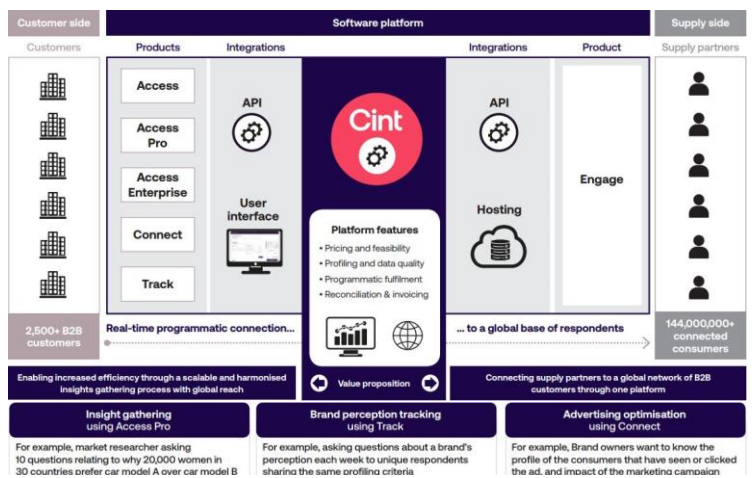 Customer side
Software platform
Supply side
Customers
Products
Integrations
Integrations
Product
Supply partners
Access
Access
Pro
Access
Enterprise
Connect
Track
API
User
interface
Cint
Platform features
• Pricing and feasibility
• Profiling and data quality
• Programmatic fulfilment
• Reconciliation & invoicing
API
Hosting
Engage
2,500+ B2B
customers
Real-time programmatic connection...
... to a global base of respondents
144,000,000+
connected
consumers
Enabling increased efficiency through a scalable and harmonised
insights gathering process with global reach
Value proposition
Connecting supply partners to a global network of B2B
customers through one platform
Insight gathering
using Access Pro
For example, market researcher asking
10 questions relating to why 20,000 women in
30 countries prefer car model A over car model B
Brand perception tracking
using Track
For example, asking questions about a brand's
perception each week to unique respondents
sharing the same profiling criteria
Advertising optimisation
using Connect
For example, Brand owners want to know the
profile of the consumers that have seen or clicked
the ad, and impact of the marketing campaign